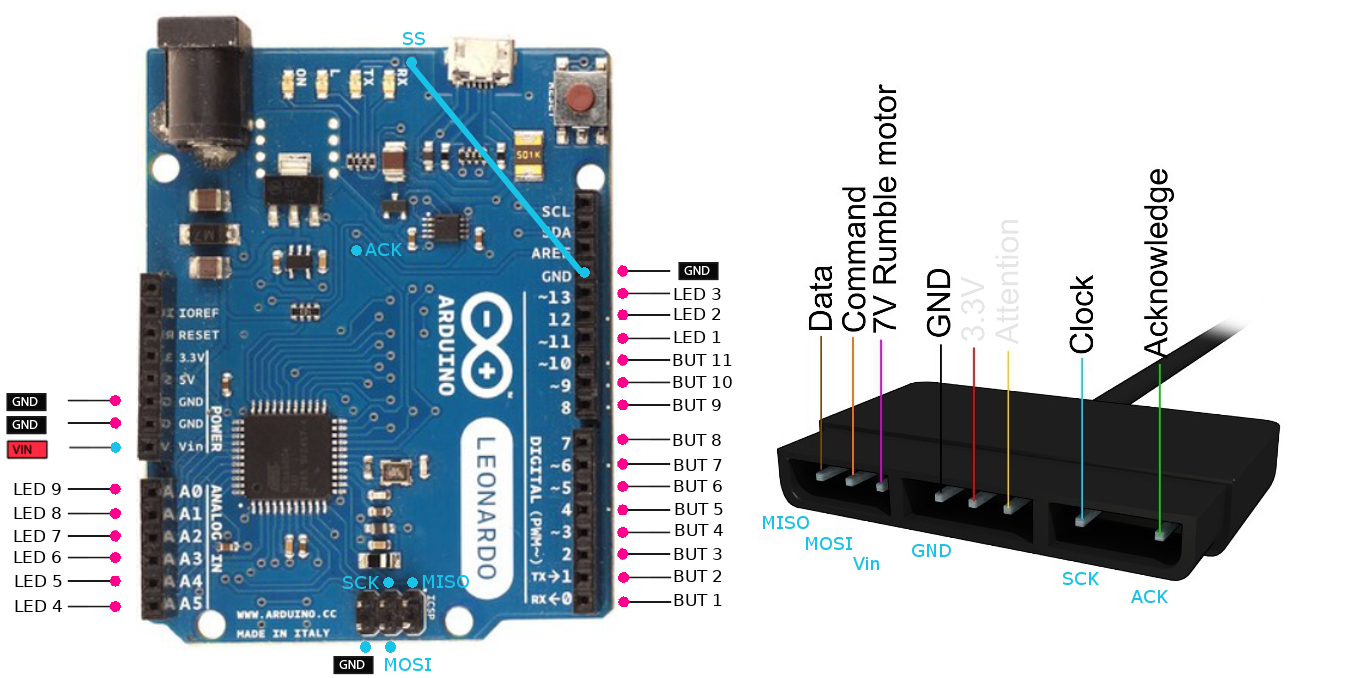 SS
ON
L
TX
RX
RESET
501K
SCL
SDA
AREF
GND
~13
12
~11
~10
~9
8
7
~6
~5
4
~3
2
TX→1
RX←0
DIGITAL (PWM~)
ACK
ARDUINO
LEONARDO
IOREF
RESET
3.3V
5V
GND
GND
Vin
POWER
A0
A1
A2
A3
A4
A5
ANALOG IN
WWW.ARDUINO.CC
MADE IN ITALY
ICSP
SCK
MISO
GND
MOSI
GND
GND
VIN
LED 9
LED 8
LED 7
LED 6
LED 5
LED 4
GND
LED 3
LED 2
LED 1
BUT 11
BUT 10
BUT 9
BUT 8
BUT 7
BUT 6
BUT 5
BUT 4
BUT 3
BUT 2
BUT 1
Data
Command
7V Rumble motor
GND
3.3V
Attention
Clock
Acknowledge
MISO
MOSI
Vin
GND
SCK
ACK